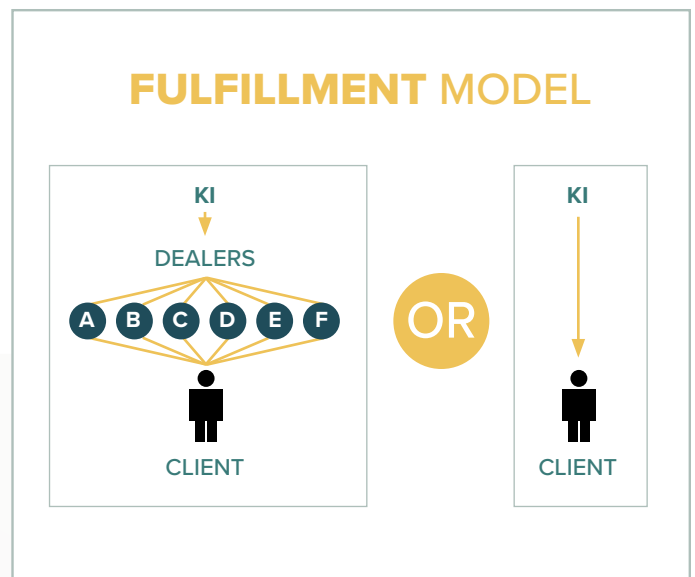 FULFILLMENT MODEL
KI
DEALERS
A B C D E F
CLIENT
OR
KI
CLIENT